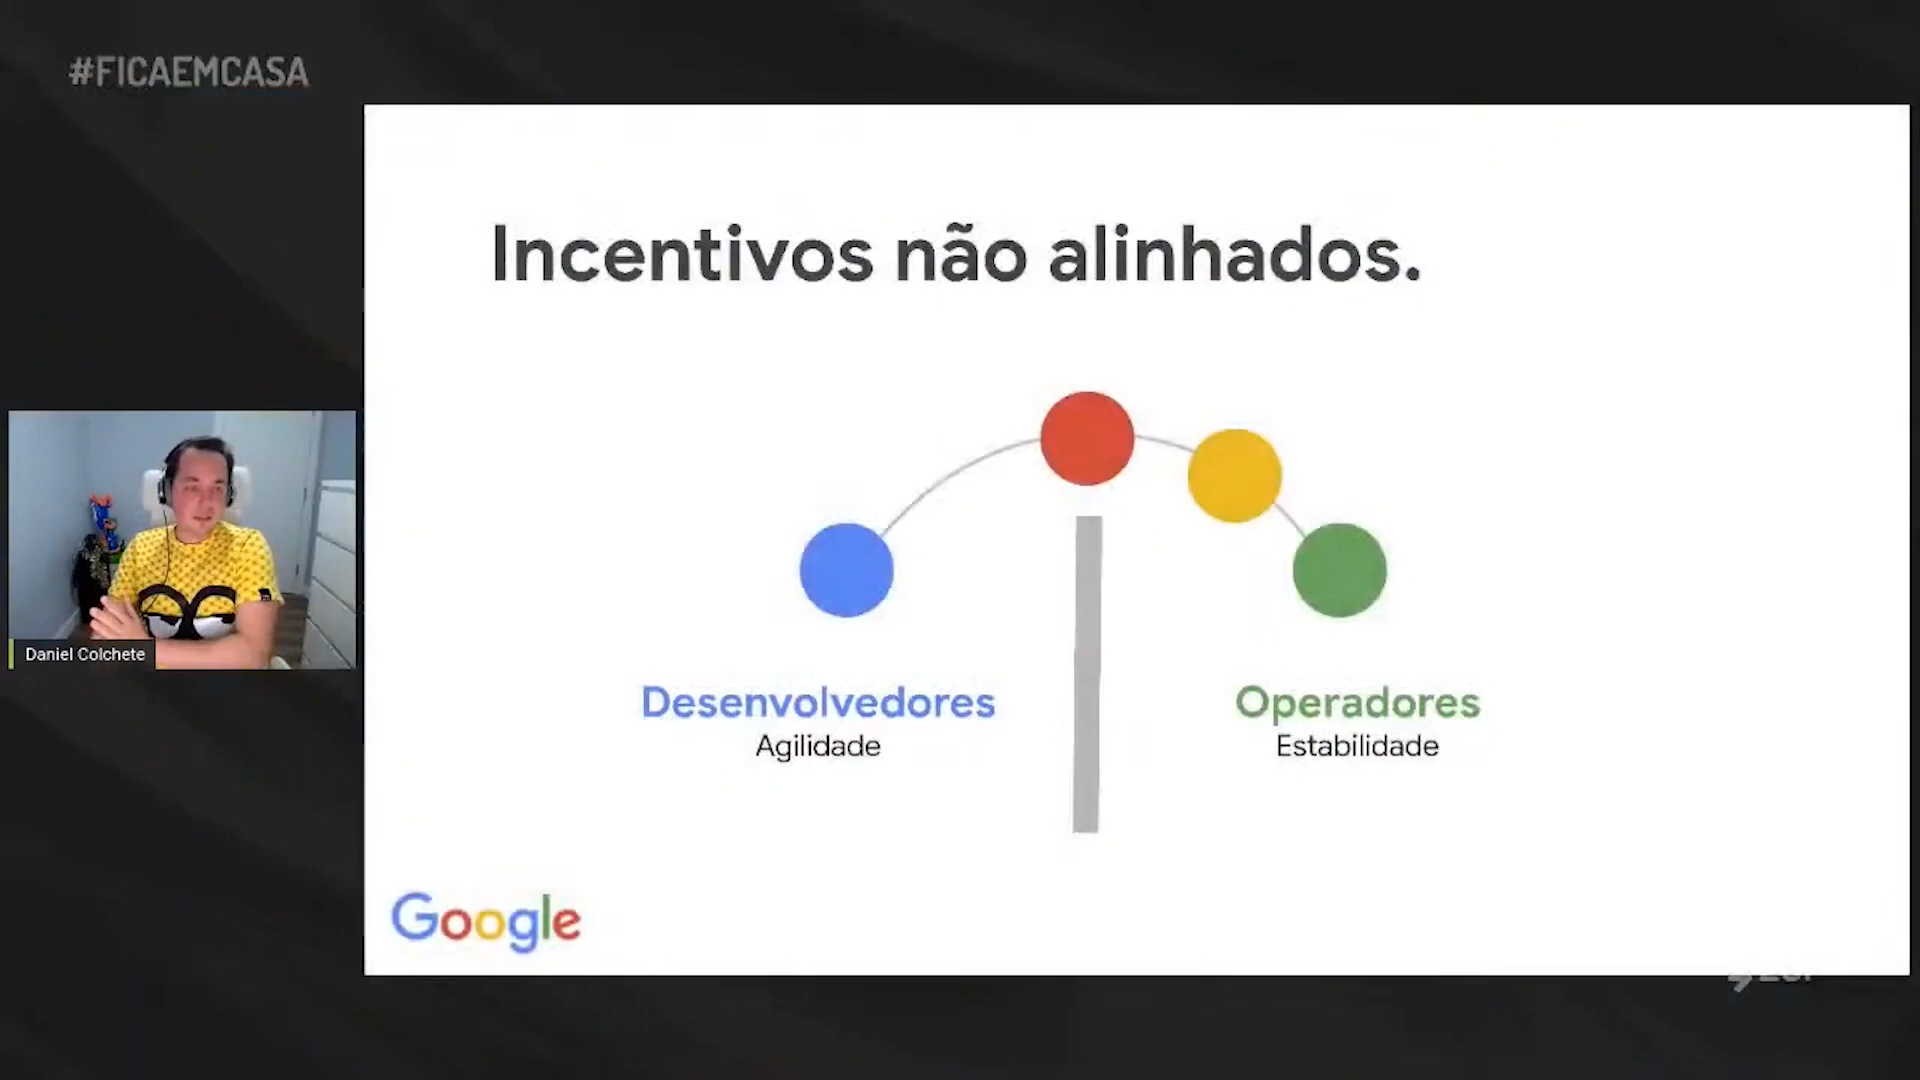 #FICAEMCASA
Incentivos não alinhados.
Daniel Colchete
Desenvolvedores
Agilidade
Operadores
Estabilidade
Google